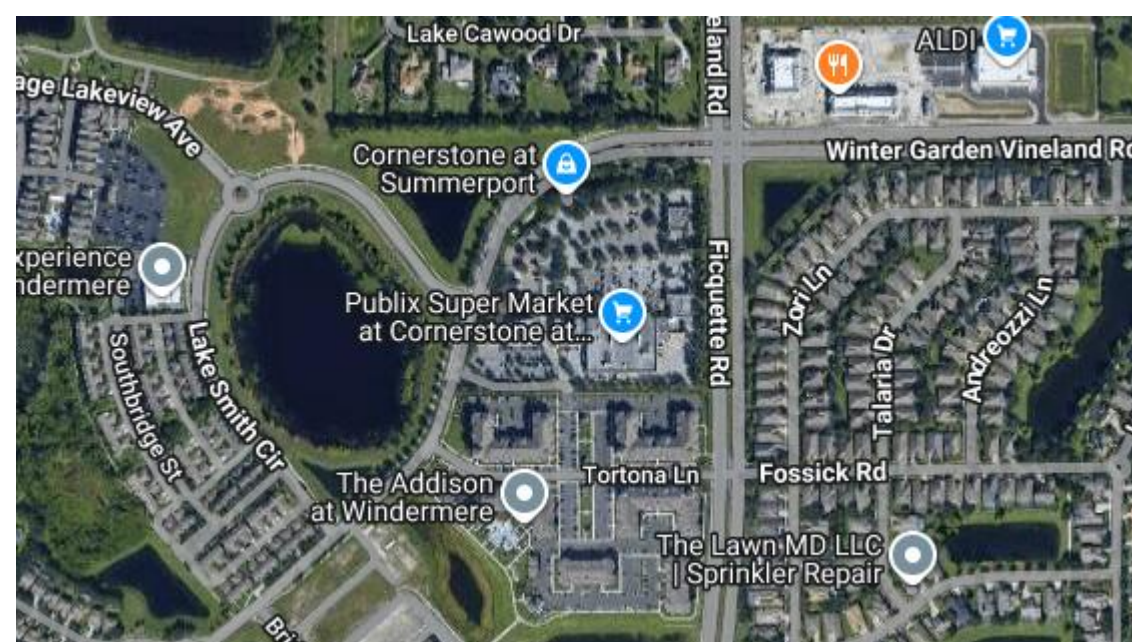 Lake Cawood Dr
ALDI
eland Rd
age Lakeview Ave
Cornerstone at
Summerport
Winter Garden Vineland Rd
xperience
ndermere
Publix Super Market
at Cornerstone at...
Ficquette Rd
Zori Ln
Talaria Dr
Andreozzi Ln
Southbridge St
Lake Smith Cir
The Addison
at Windermere
Tortona Ln
Fossick Rd
The Lawn MD LLC
| Sprinkler Repair
Bri